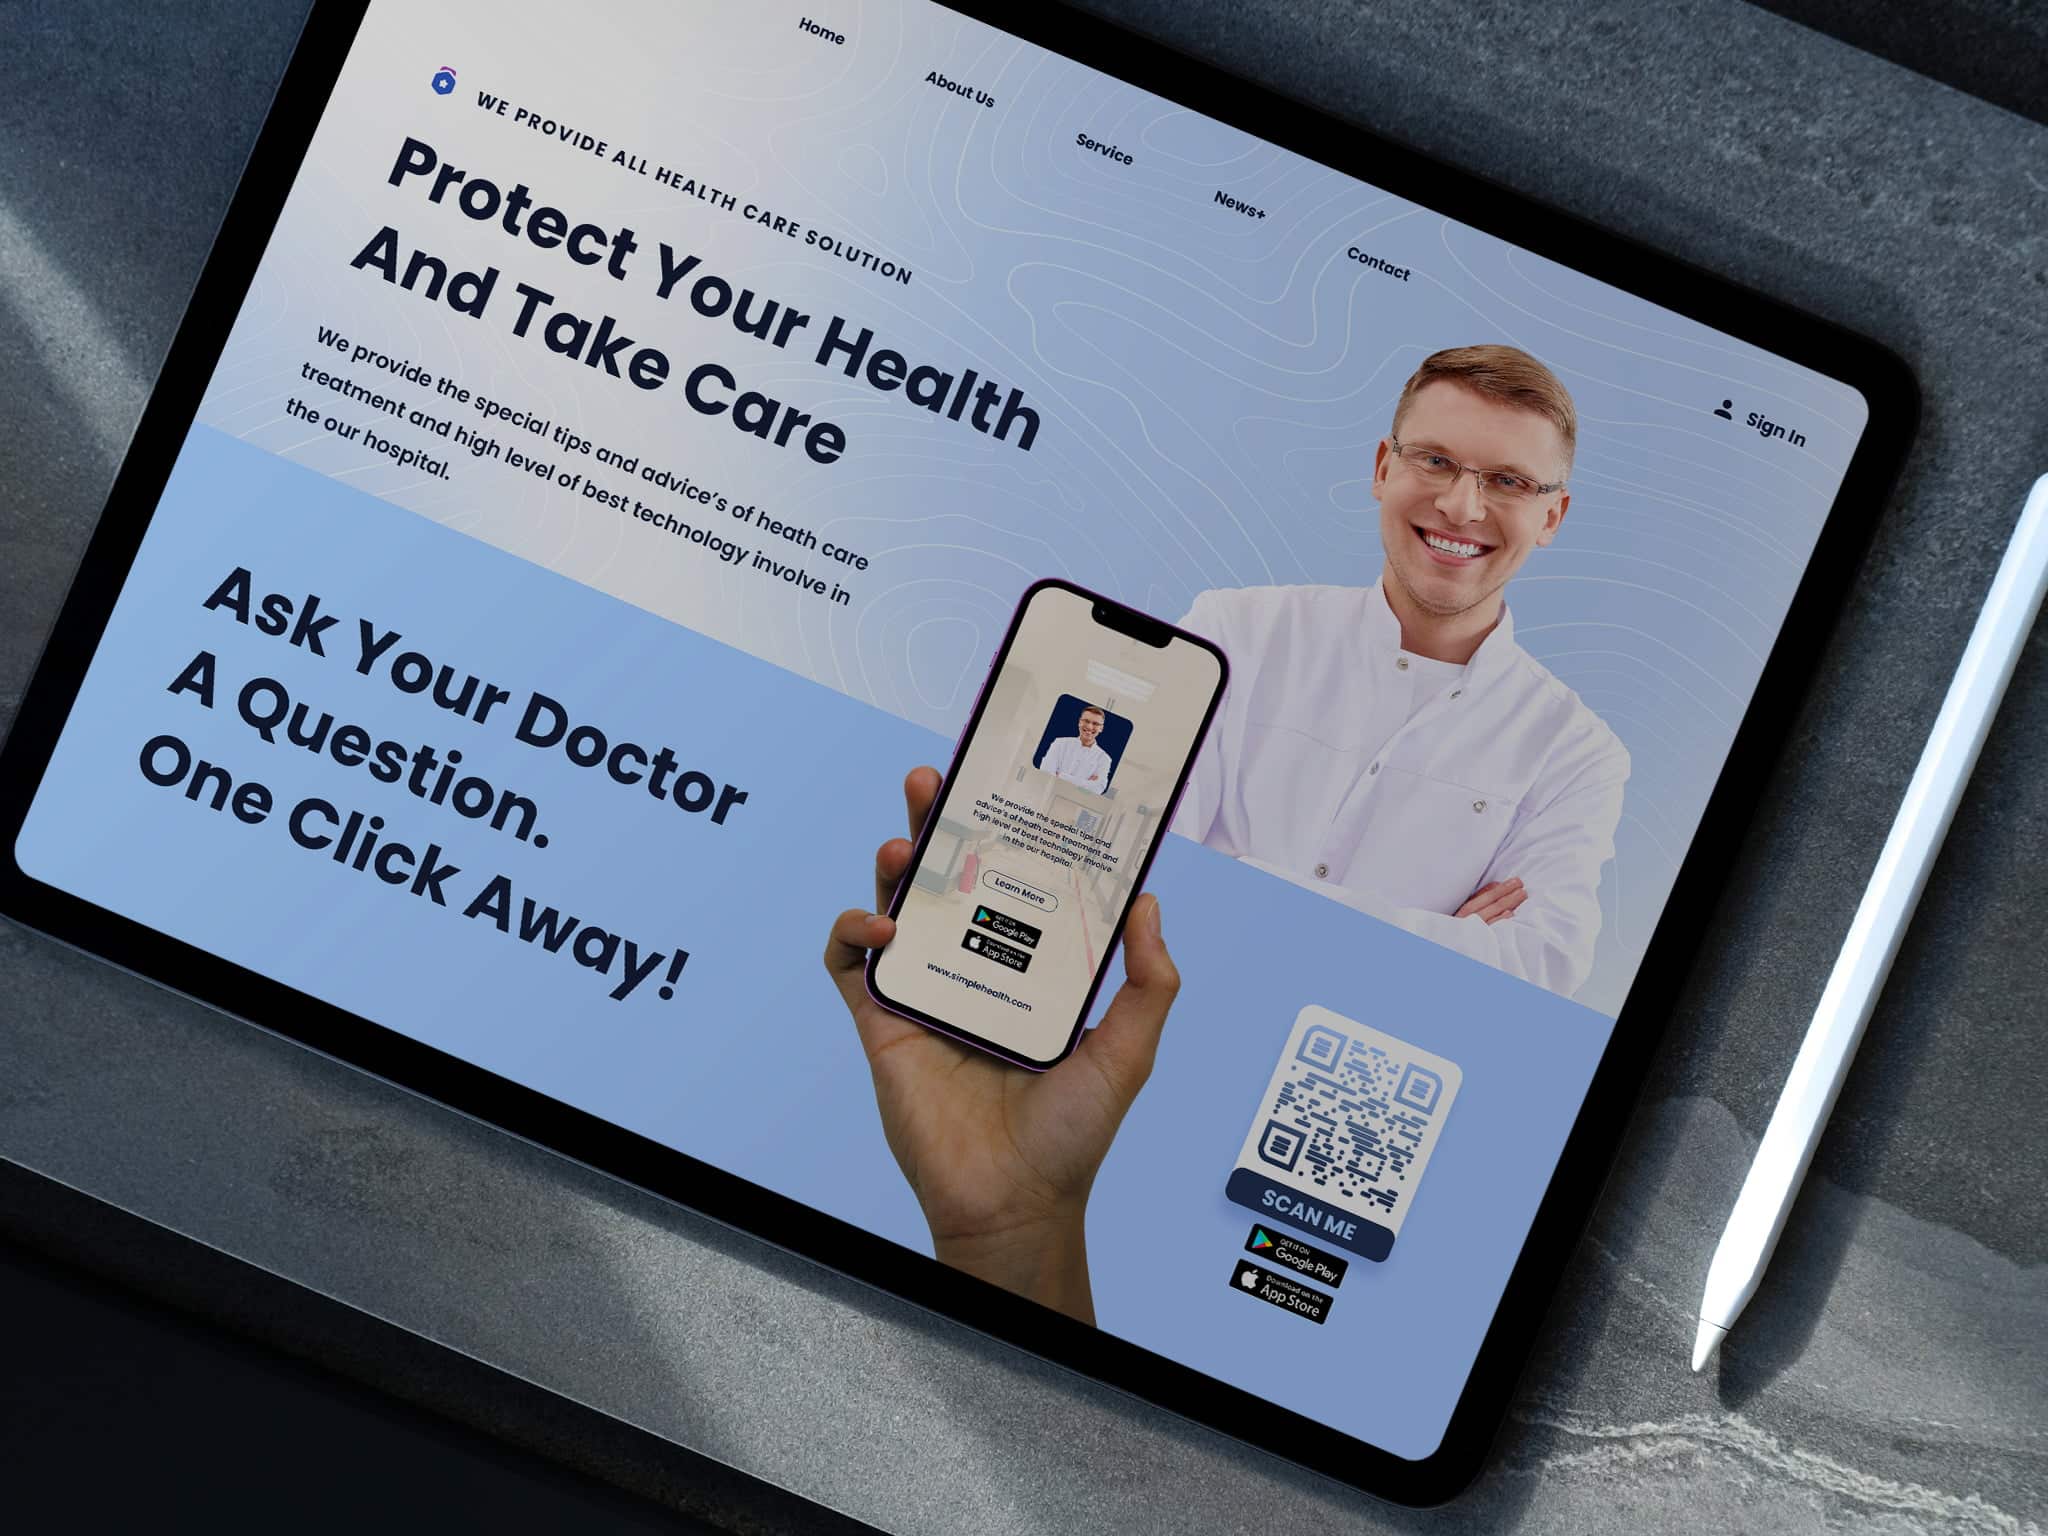 Home
About Us
Service
News+
Contact
Sign In
WE PROVIDE ALL HEALTH CARE SOLUTION
Protect Your Health
And Take Care
We provide the special tips and advice's of heath care
treatment and high level of best technology involve in
the our hospital.
Ask Your Doctor
A Question.
One Click Away!
We provide the special tips and
advice's of heath care treatment and
high level of best technology involve
in the our hospital.
Learn More
GET IT ON
Google Play
Download on the
App Store
www.simplehealth.com
SCAN ME
GET IT ON
Google Play
Download on the
App Store